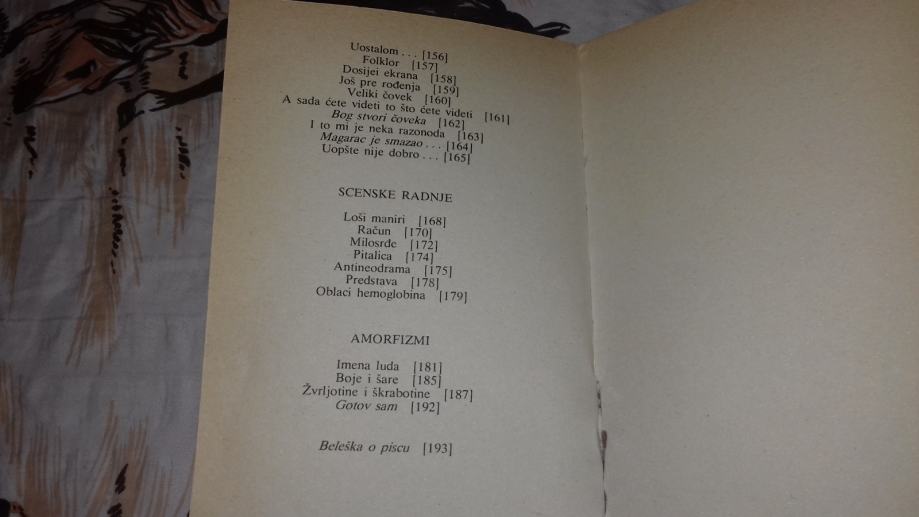 Uostalom . . . [156]
Folklor [157]
Dosijei ekrana [158]
Još pre rođenja [159]
Veliki čovek [160]
A sada ćete videti to što ćete videti [161]
Bog stvori čoveka [162]
I to mi je neka razonoda [163]
Magarac je smazao . . . [164]
Uopšte nije dobro . . . [165]
SCENSKE RADNJE
Loši maniri [168]
Račun [170]
Milosrđe [172]
Pitalica [174]
Antineodrama [175]
Predstava [178]
Oblaci hemoglobina [179]
AMORFIZMI
Imena luda [181]
Boje i šare [185]
Žvrljotine i škrabotine [187]
Gotov sam [192]
Beleška o piscu [193]